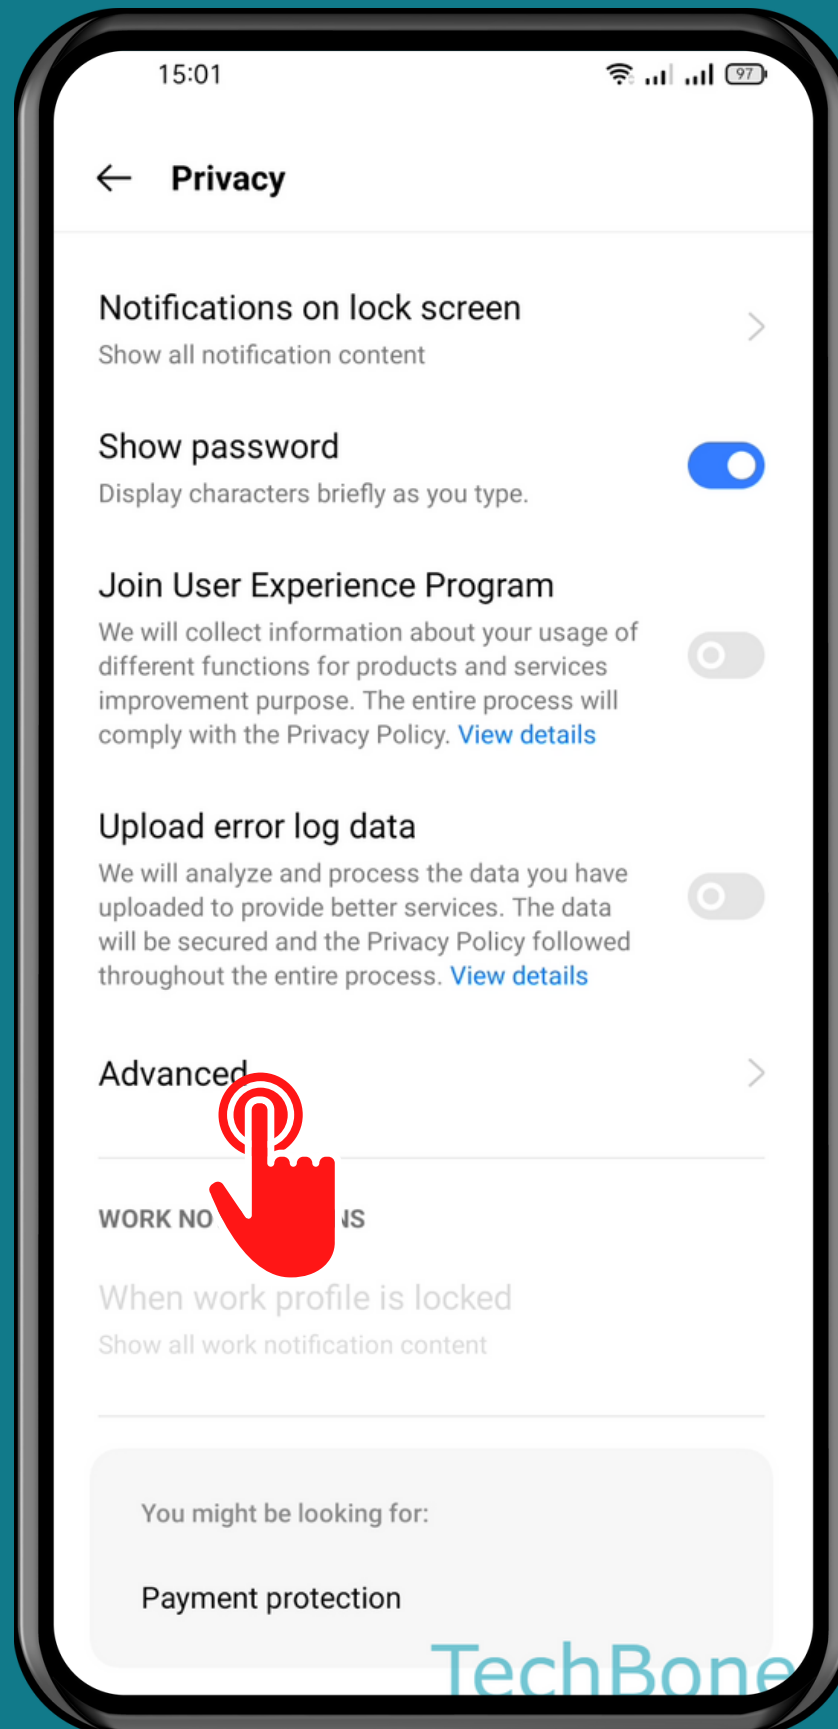 15:01
97
Privacy
Notifications on lock screen
Show all notification content
Show password
Display characters briefly as you type.
Join User Experience Program
We will collect information about your usage of
different functions for products and services
improvement purpose. The entire process will
comply with the Privacy Policy. View details
Upload error log data
We will analyze and process the data you have
uploaded to provide better services. The data
will be secured and the Privacy Policy followed
throughout the entire process. View details
Advanced
WORK
When work profile is locked
Show all work notification content
You might be looking for:
Payment protection
TechBone